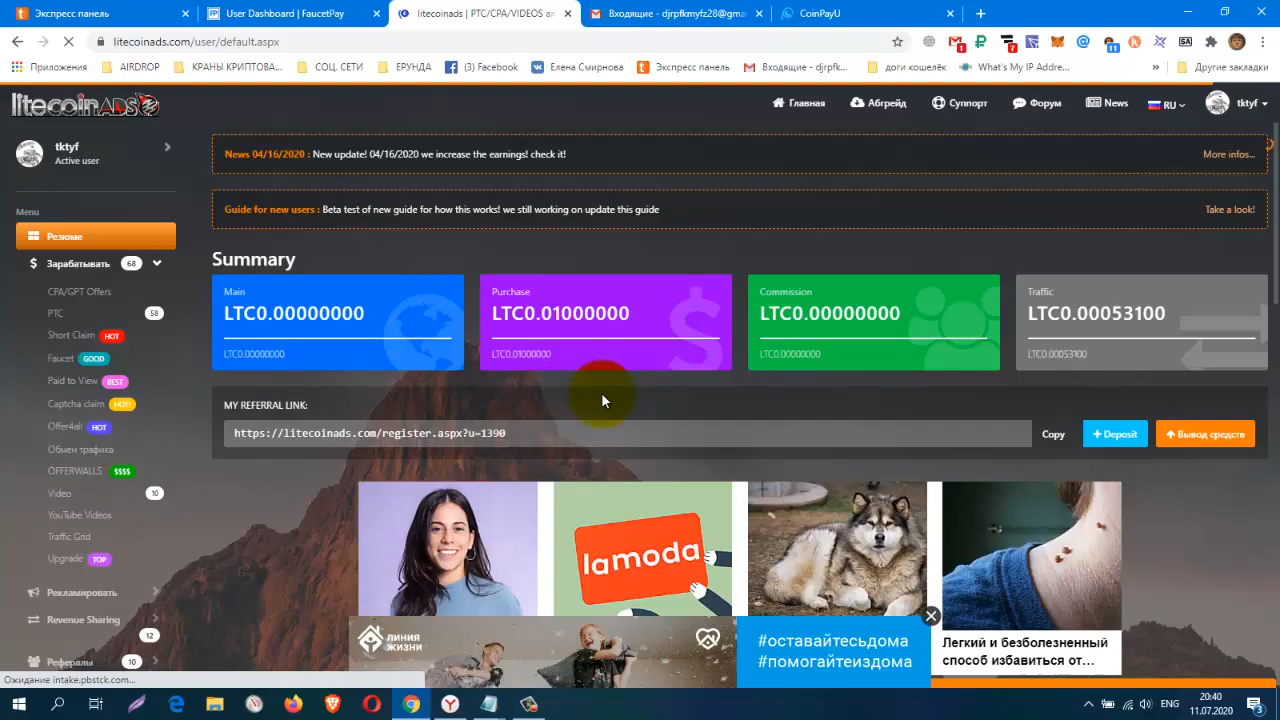 Экспресс панель
User Dashboard | FaucetPay
litecoinads | PTC/CPA/VIDEOS an
Входящие - djrpfkmyfz28@gma
CoinPayU
litecoinads.com/user/default.aspx
1
7
11
Приложения
AIRDROP
КРАНЫ КРИПТОВА...
СОЦ. СЕТИ
ЕРУНДА
(3) Facebook
Елена Смирнова
Экспресс панель
Входящие - djrpfk...
доги кошелёк
What's My IP Addre...
»
Другие закладки
litecoinADS
Главная
Абгрейд
Суппорт
Форум
News
RU
tktyf
tktyf
Active user
News 04/16/2020 : New update! 04/16/2020 we increase the earnings! check it!
More infos...
Guide for new users : Beta test of new guide for how this works! we still working on update this guide
Take a look!
Menu
Резюме
Зарабатывать 68
CPA/GPT Offers
PTC 58
Short Claim HOT
Faucet GOOD
Paid to View BEST
Captcha claim HOT!
Offer4all HOT
Обмен трафика
OFFERWALLS $$$$
Video 10
YouTube Videos
Traffic Grid
Upgrade TOP
Рекламировать
Revenue Sharing
12
Рефералы 10
Summary
Main
LTC0.00000000
LTC0.00000000
Purchase
LTC0.01000000
LTC0.01000000
Commission
LTC0.00000000
LTC0.00000000
Traffic
LTC0.00053100
LTC0.00053100
MY REFERRAL LINK:
https://litecoinads.com/register.aspx?u=1390
Copy
+ Deposit
Вывод средств
lamoda
ЛИНИЯ
ЖИЗНИ
#оставайтесьдома
#помогайтеиздома
Легкий и безболезненный
способ избавиться от...
Ожидание intake.pbstck.com...
ENG
20:40
11.07.2020
3